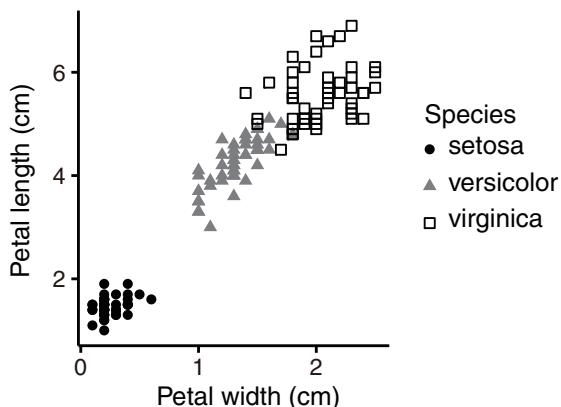 Petal length (cm)
6
4
2
0
1
2
Petal width (cm)
Species
setosa
versicolor
virginica